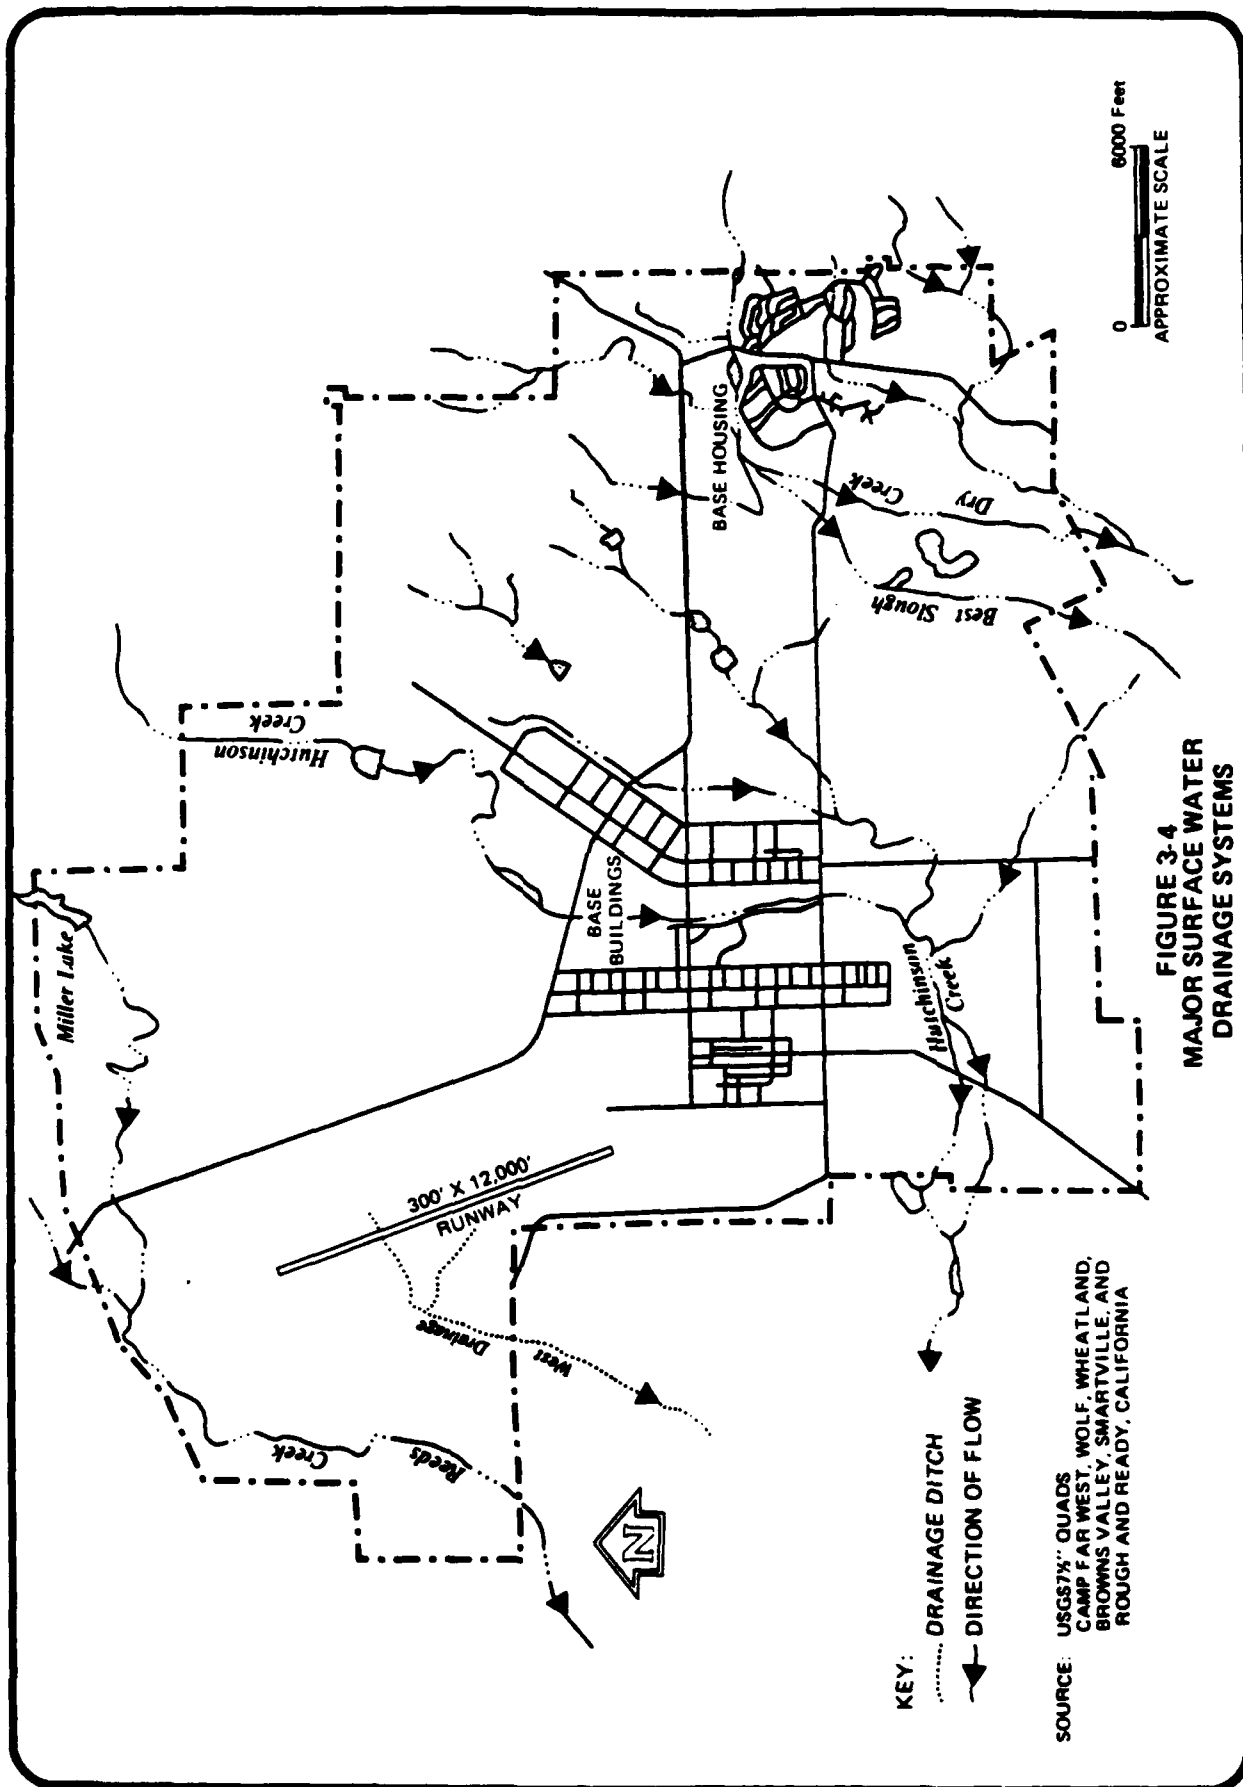 Miller Lake
Hutchinson
Creek
Creek
Reeds
300' X 12,000'
RUNWAY
Drainage
West
BASE
BUILDINGS
BASE HOUSING
Hutchinson
Creek
Best
Slough
Dry
Creek
N
KEY:
DRAINAGE DITCH
DIRECTION OF FLOW
SOURCE: USGS 7½" QUADS
CAMP FAR WEST, WOLF, WHEATLAND,
BROWNS VALLEY, SMARTVILLE, AND
ROUGH AND READY, CALIFORNIA
0 6000 Feet
APPROXIMATE SCALE
FIGURE 3-4
MAJOR SURFACE WATER
DRAINAGE SYSTEMS